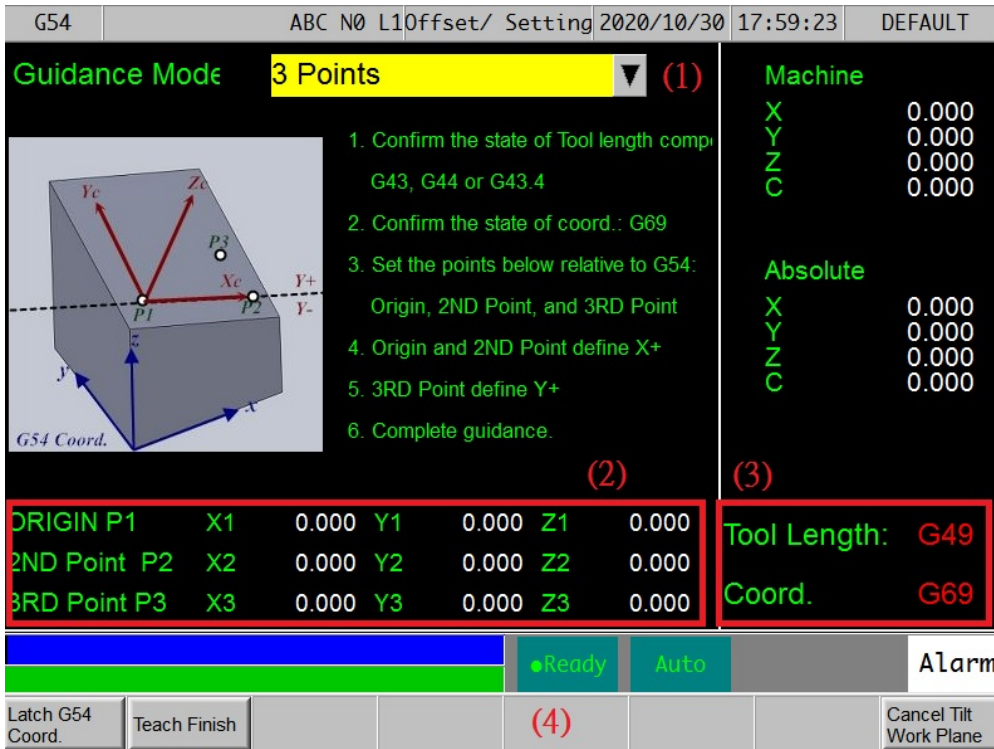 G54 ABC N0 L1 Offset/ Setting 2020/10/30 17:59:23 DEFAULT
Guidance Mode 3 Points ▼ (1)
1. Confirm the state of Tool length comp
G43, G44 or G43.4
2. Confirm the state of coord.: G69
3. Set the points below relative to G54:
Origin, 2ND Point, and 3RD Point
4. Origin and 2ND Point define X+
5. 3RD Point define Y+
6. Complete guidance.
Yc Zc
P3
Xc Y+
P1 P2 Y-
z
y
x
G54 Coord.
Machine
X 0.000
Y 0.000
Z 0.000
C 0.000
Absolute
X 0.000
Y 0.000
Z 0.000
C 0.000
(2)
ORIGIN P1 X1 0.000 Y1 0.000 Z1 0.000
2ND Point P2 X2 0.000 Y2 0.000 Z2 0.000
3RD Point P3 X3 0.000 Y3 0.000 Z3 0.000
(3)
Tool Length: G49
Coord. G69
●Ready Auto Alarm
Latch G54
Coord.
Teach Finish
(4)
Cancel Tilt
Work Plane